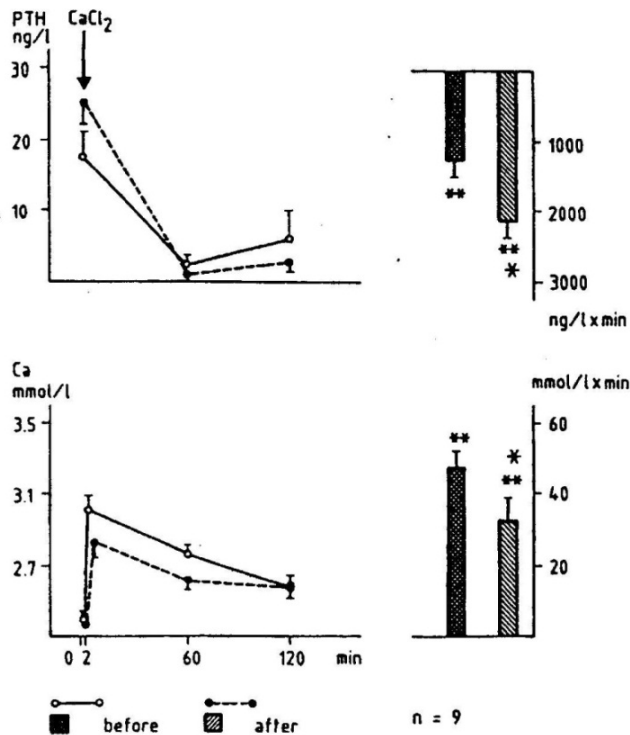 PTH CaCl₂
ng/l
30
20
10
1000
2000
3000
**
**
*
ng/l x min
Ca
mmol/l
mmol/l x min
3.5
3.1
2.7
60
40
20
**
*
**
0 2 60 120 min
before after n = 9